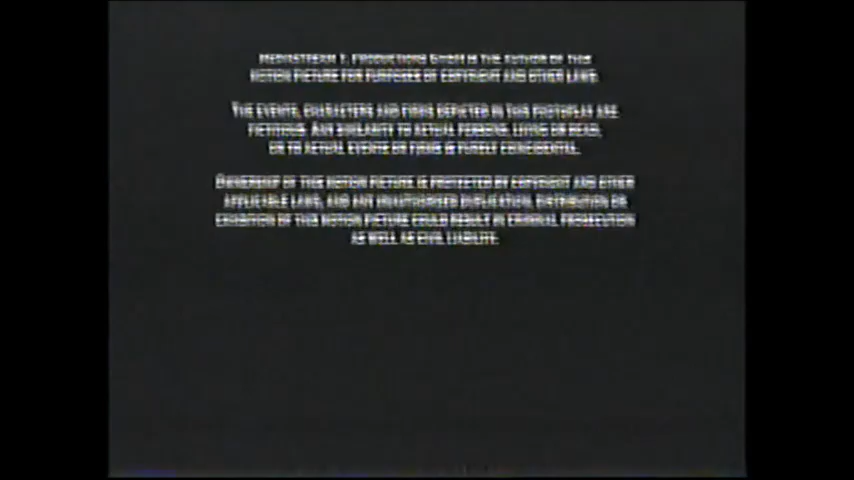 MEDIASTREAM 1. PRODUCTIONS GMBH IS THE AUTHOR OF THIS
MOTION PICTURE FOR PURPOSES OF COPYRIGHT AND OTHER LAWS.
THE EVENTS, CHARACTERS AND FIRMS DEPICTED IN THIS PHOTOPLAY ARE
FICTITIOUS. ANY SIMILARITY TO ACTUAL PERSONS, LIVING OR DEAD,
OR TO ACTUAL EVENTS OR FIRMS IS PURELY COINCIDENTAL.
OWNERSHIP OF THIS MOTION PICTURE IS PROTECTED BY COPYRIGHT AND OTHER
APPLICABLE LAWS, AND ANY UNAUTHORISED DUPLICATION, DISTRIBUTION OR
EXHIBITION OF THIS MOTION PICTURE COULD RESULT IN CRIMINAL PROSECUTION
AS WELL AS CIVIL LIABILITY.